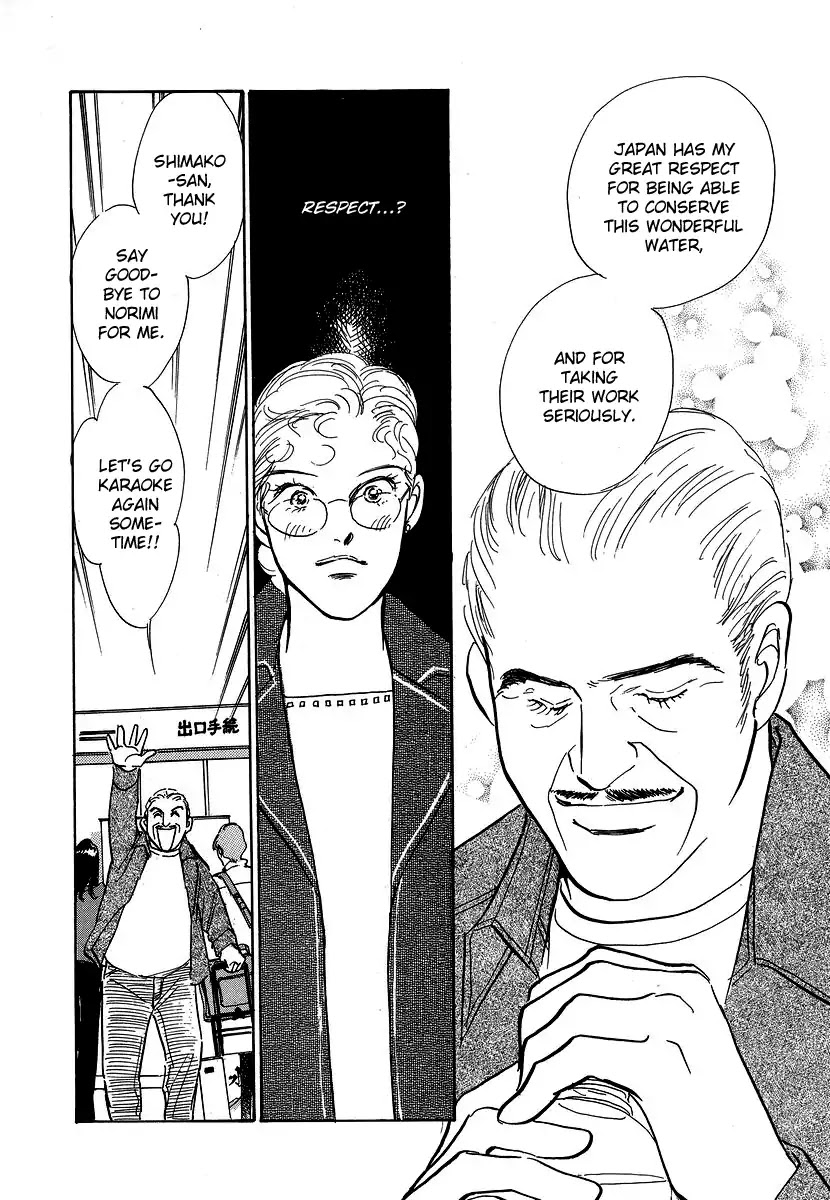 JAPAN HAS MY
GREAT RESPECT
FOR BEING ABLE
TO CONSERVE
THIS WONDERFUL
WATER,
AND FOR
TAKING
THEIR WORK
SERIOUSLY.
RESPECT...?
SHIMAKO
-SAN,
THANK
YOU!
SAY
GOOD-
BYE TO
NORIMI
FOR ME.
LET'S GO
KARAOKE
AGAIN
SOME-
TIME!!
出口手続